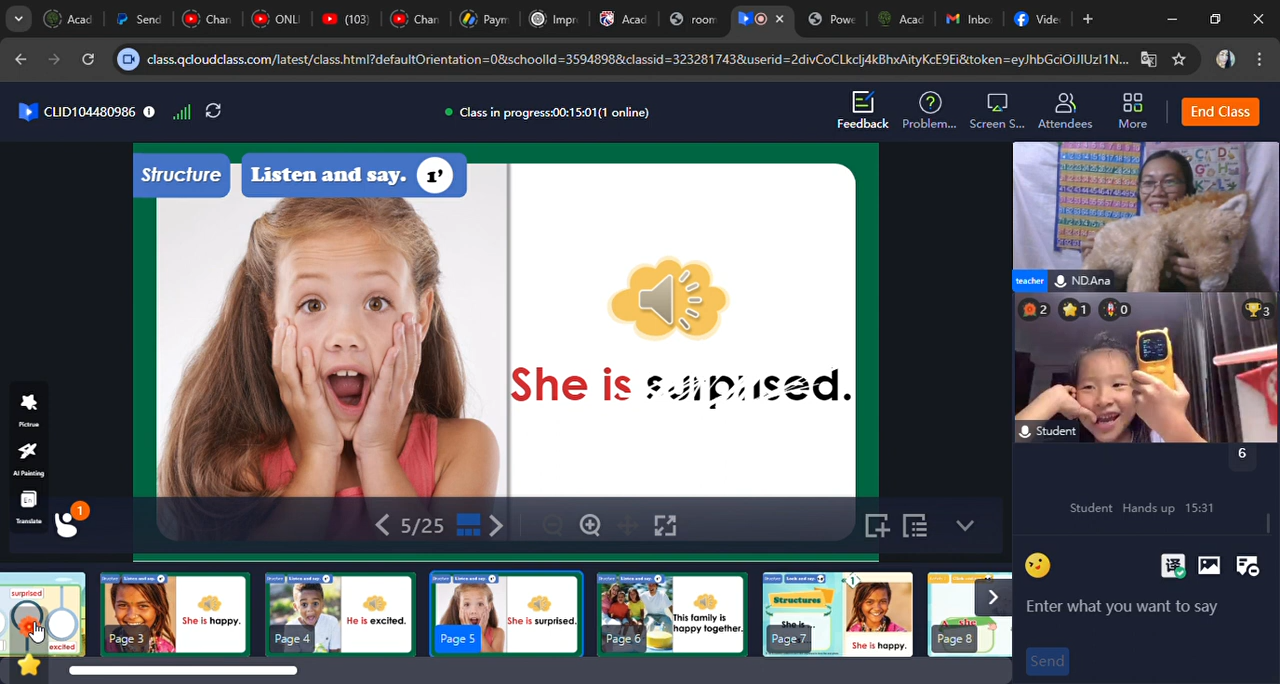 Acad
Send
Chan
ONLI
(103)
Chan
Paym
Impr
Acad
room
Powe
Acad
Inbo
Vide
class.qcloudclass.com/latest/class.html?defaultOrientation=0&schoolId=3594898&classid=323281743&userid=2divCoCLkclj4kBhxAityKcE9Ei&token=eyJhbGciOiJIUzI1N...
CLID104480986
Class in progress:00:15:01(1 online)
Feedback
Problem...
Screen S...
Attendees
More
End Class
Structure
Listen and say. 1'
She is surprised.
teacher ND.Ana
2 1 0 3
Student
6
Student Hands up 15:31
Pictrue
AI Painting
En
Translate
1
5/25
surprised
excited
Page 3
She is happy.
Page 4
He is excited.
Page 5
She is surprised.
Page 6
This family is
happy together.
Page 7
Structures
She is ...
She is happy.
Page 8
she
译
Enter what you want to say
Send